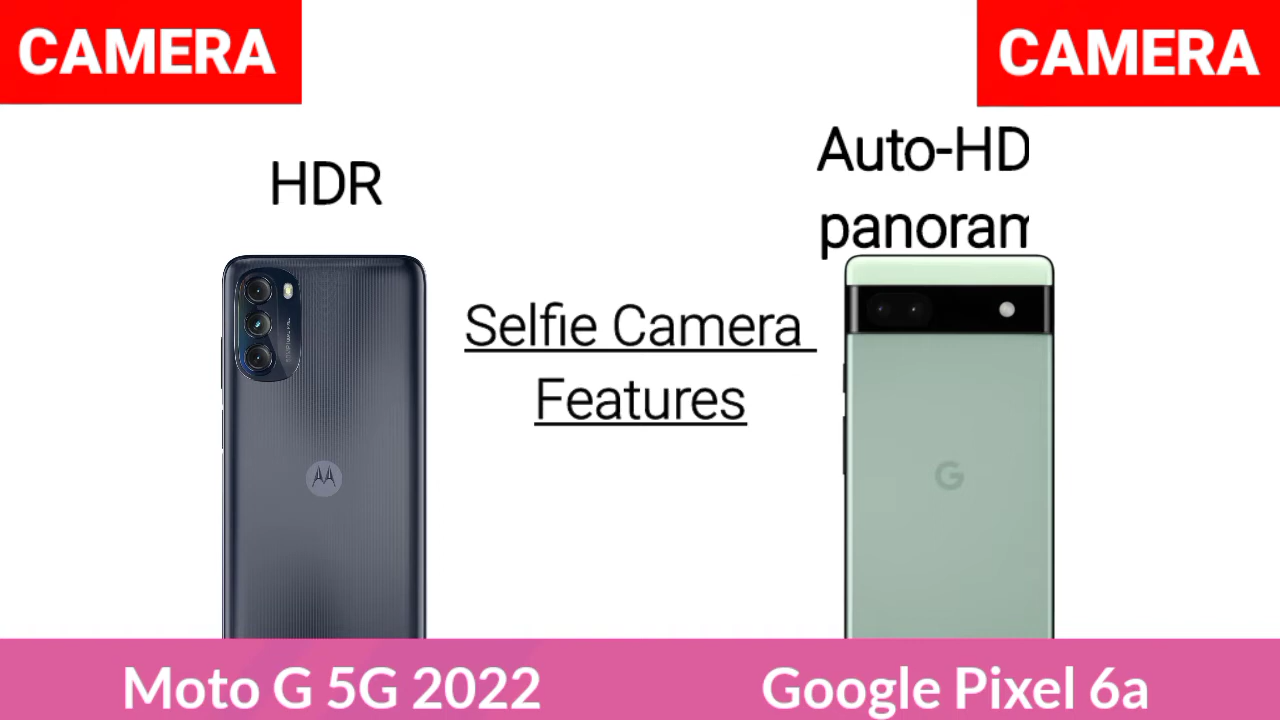 CAMERA
CAMERA
HDR
Auto-HD
panoram
Selfie Camera
Features
G
Moto G 5G 2022
Google Pixel 6a